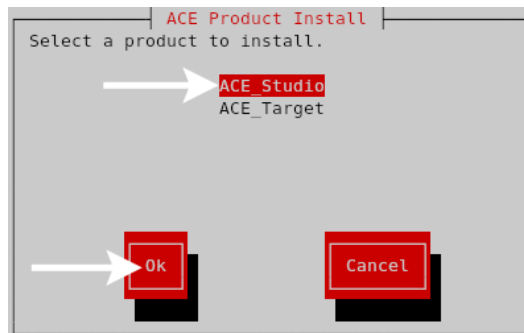 ACE Product Install
Select a product to install.
ACE_Studio
ACE_Target
Ok
Cancel